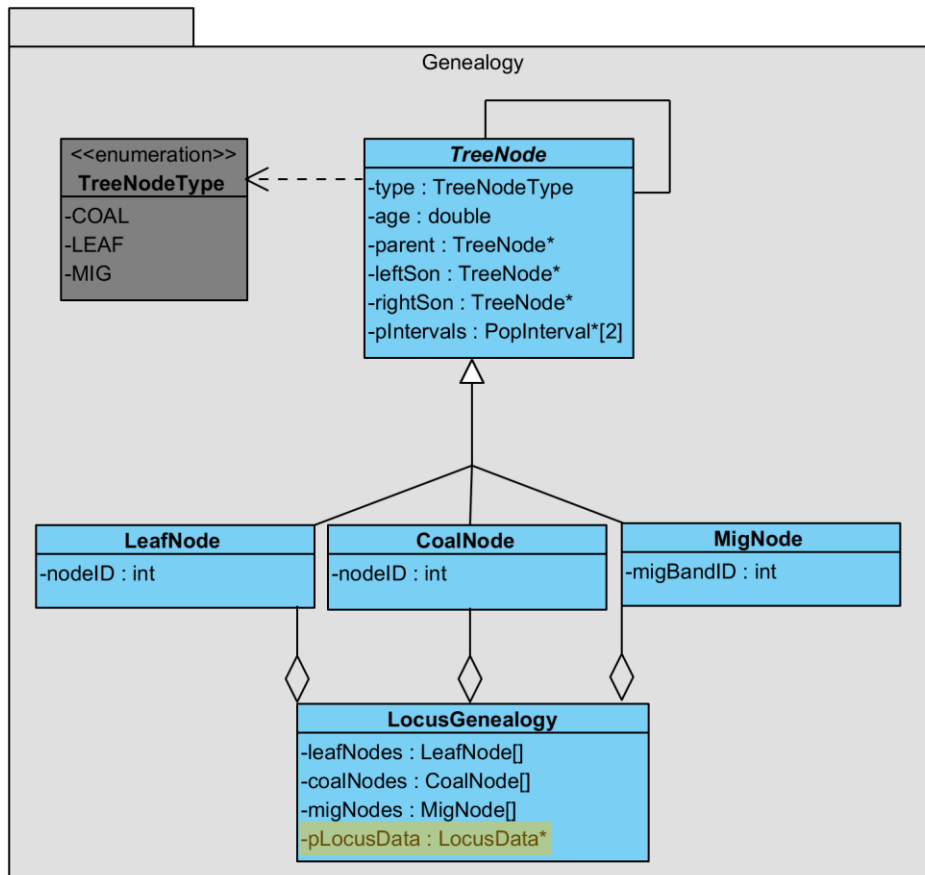 Genealogy
<<enumeration>>
TreeNodeType
-COAL
-LEAF
-MIG
TreeNode
-type : TreeNodeType
-age : double
-parent : TreeNode*
-leftSon : TreeNode*
-rightSon : TreeNode*
-pIntervals : PopInterval*[2]
LeafNode
-nodeID : int
CoalNode
-nodeID : int
MigNode
-migBandID : int
LocusGenealogy
-leafNodes : LeafNode[]
-coalNodes : CoalNode[]
-migNodes : MigNode[]
-pLocusData : LocusData*